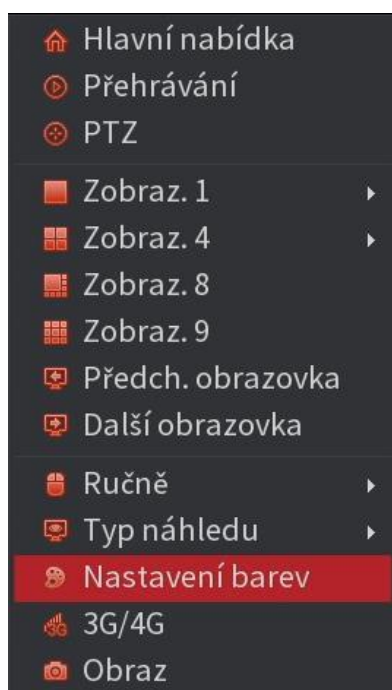 Hlavní nabídka
Přehrávání
PTZ
Zobraz. 1
Zobraz. 4
Zobraz. 8
Zobraz. 9
Předch. obrazovka
Další obrazovka
Ručně
Typ náhledu
Nastavení barev
3G/4G
Obraz